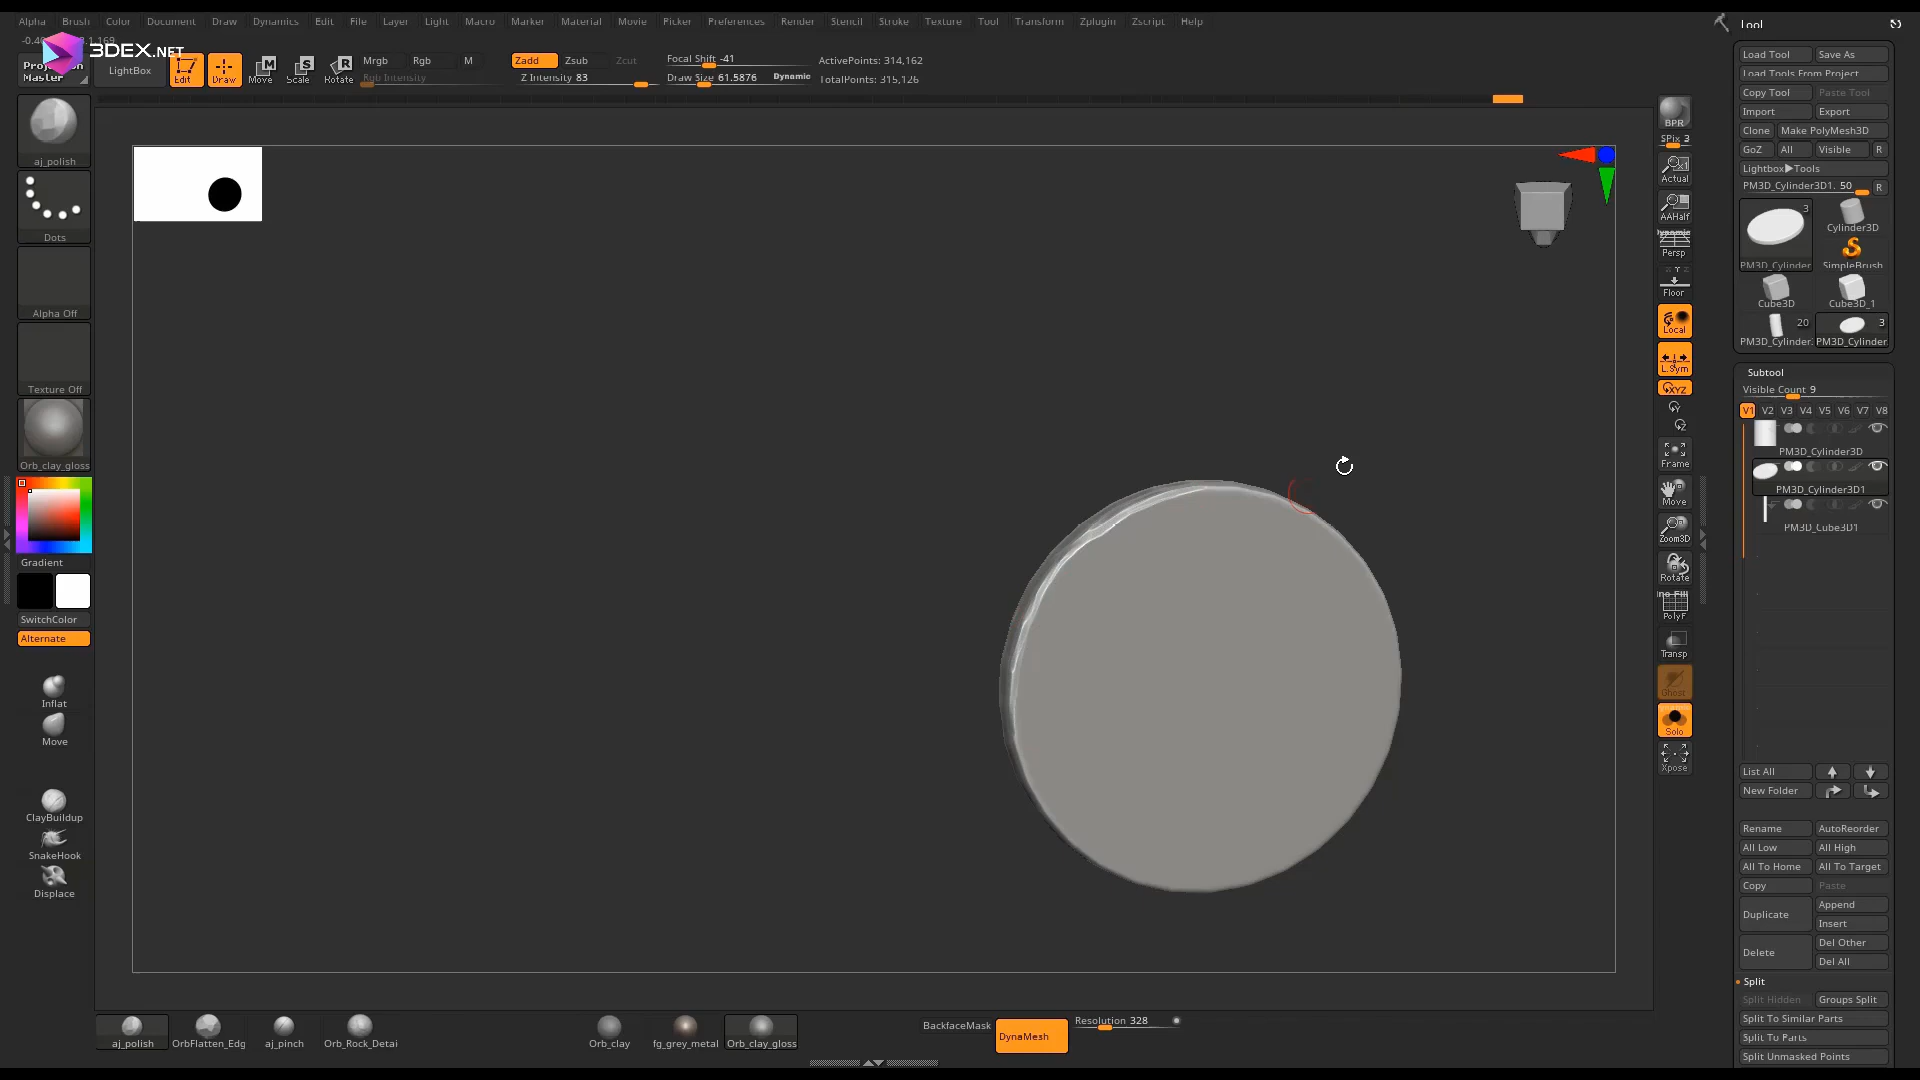 Alpha Brush Color Document Draw Dynamics Edit File Layer Light Macro Marker Material Movie Picker Preferences Render Stencil Stroke Texture Tool Transform Zplugin Zscript Help
3DEX.NET
Master
LightBox
Edit
Draw
Move
Scale
Rotate
Mrgb Rgb M
Rgb Intensity
Zadd Zsub Zcut
Z Intensity 83
Focal Shift -41
Draw Size 61.5876 Dynamic
ActivePoints: 314,162
TotalPoints: 315,126
aj_polish
Dots
Alpha Off
Texture Off
Orb_clay_gloss
Gradient
SwitchColor
Alternate
Inflat
Move
ClayBuildup
SnakeHook
Displace
BPR
SPix 3
Actual
AAHalf
Dynamic
Persp
Floor
Local
L.Sym
XYZ
Y
Z
Frame
Move
Zoom3D
Rotate
PolyF
Transp
Ghost
Solo
Xpose
Tool
Load Tool Save As
Load Tools From Project
Copy Tool Paste Tool
Import Export
Clone Make PolyMesh3D
GoZ All Visible R
Lightbox▶Tools
PM3D_Cylinder3D1. 50 R
3
PM3D_Cylinder
Cylinder3D
SimpleBrush
Cube3D
Cube3D_1
20
3
PM3D_Cylinder.
PM3D_Cylinder
Subtool
Visible Count 9
V1 V2 V3 V4 V5 V6 V7 V8
PM3D_Cylinder3D
PM3D_Cylinder3D1
PM3D_Cube3D1
List All
New Folder
Rename AutoReorder
All Low All High
All To Home All To Target
Copy Paste
Duplicate
Append
Insert
Delete
Del Other
Del All
Split
Split Hidden Groups Split
Split To Similar Parts
Split To Parts
Split Unmasked Points
aj_polish
OrbFlatten_Edg
aj_pinch
Orb_Rock_Detai
Orb_clay
fg_grey_metal
Orb_clay_gloss
BackfaceMask
DynaMesh
Resolution 328